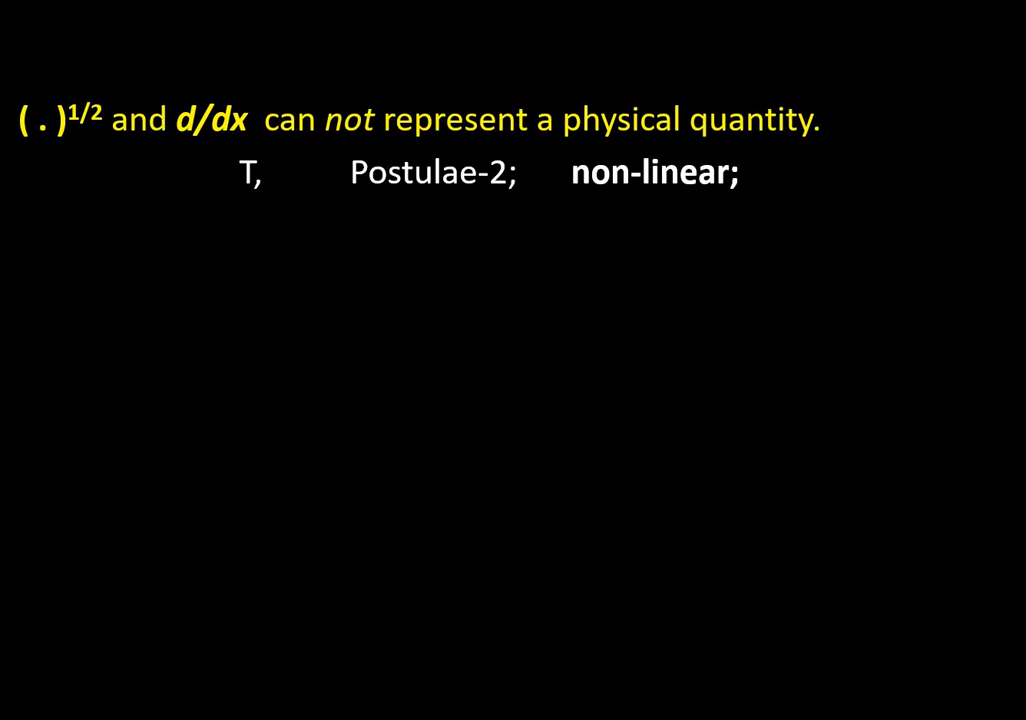 ( . )1/2 and d/dx can not represent a physical quantity.
T, Postulae-2; non-linear;